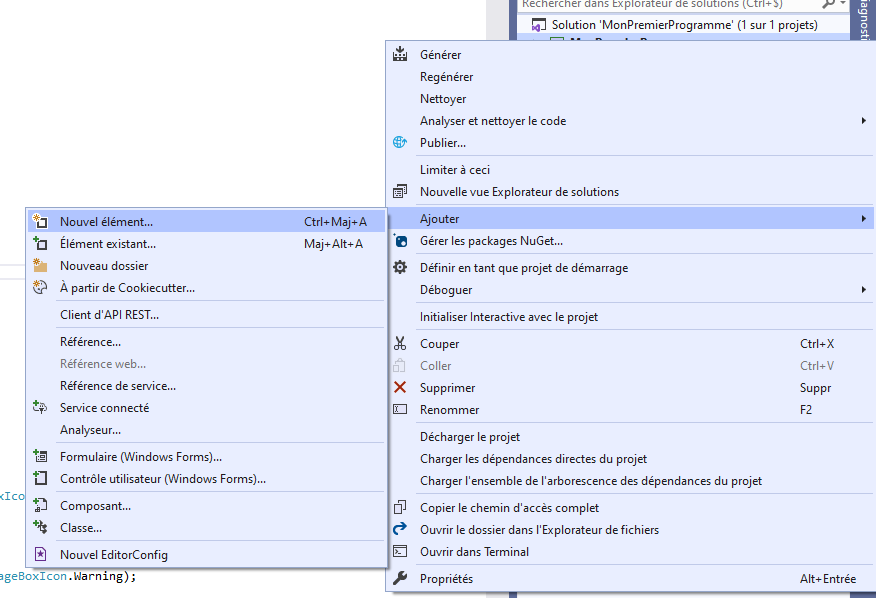 Rechercher dans Explorateur de solutions (Ctrl+$)
Solution 'MonPremierProgramme' (1 sur 1 projets)
Générer
Regénérer
Nettoyer
Analyser et nettoyer le code
Publier...
Limiter à ceci
Nouvelle vue Explorateur de solutions
Ajouter
Gérer les packages NuGet...
Définir en tant que projet de démarrage
Déboguer
Initialiser Interactive avec le projet
Couper Ctrl+X
Coller Ctrl+V
Supprimer Suppr
Renommer F2
Décharger le projet
Charger les dépendances directes du projet
Charger l'ensemble de l'arborescence des dépendances du projet
Copier le chemin d'accès complet
Ouvrir le dossier dans l'Explorateur de fichiers
Ouvrir dans Terminal
Propriétés Alt+Entrée
Nouvel élément... Ctrl+Maj+A
Élément existant... Maj+Alt+A
Nouveau dossier
À partir de Cookiecutter...
Client d'API REST...
Référence...
Référence web...
Référence de service...
Service connecté
Analyseur...
Formulaire (Windows Forms)...
Contrôle utilisateur (Windows Forms)...
Composant...
Classe...
Nouvel EditorConfig
xIco
ageBoxIcon.Warning);